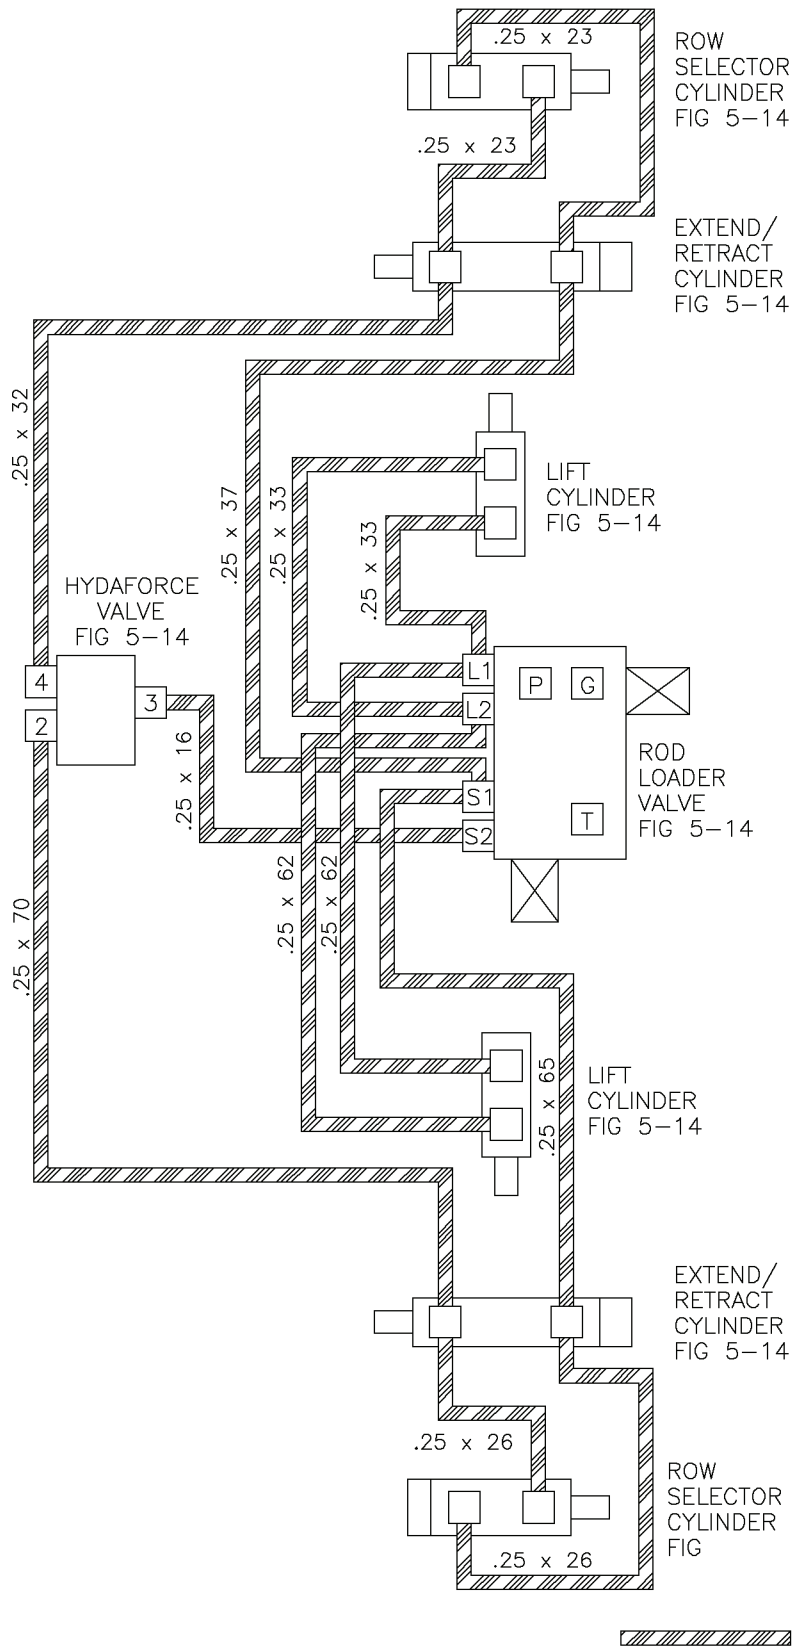 .25 x 23
ROW
SELECTOR
CYLINDER
FIG 5-14
.25 x 23
EXTEND/
RETRACT
CYLINDER
FIG 5-14
.25 x 32
.25 x 37
.25 x 33
.25 x 33
LIFT
CYLINDER
FIG 5-14
HYDAFORCE
VALVE
FIG 5-14
4
2
3
L1
L2
P
G
S1
S2
T
ROD
LOADER
VALVE
FIG 5-14
.25 x 16
.25 x 70
.25 x 62
.25 x 62
.25 x 65
LIFT
CYLINDER
FIG 5-14
EXTEND/
RETRACT
CYLINDER
FIG 5-14
.25 x 26
ROW
SELECTOR
CYLINDER
FIG
.25 x 26